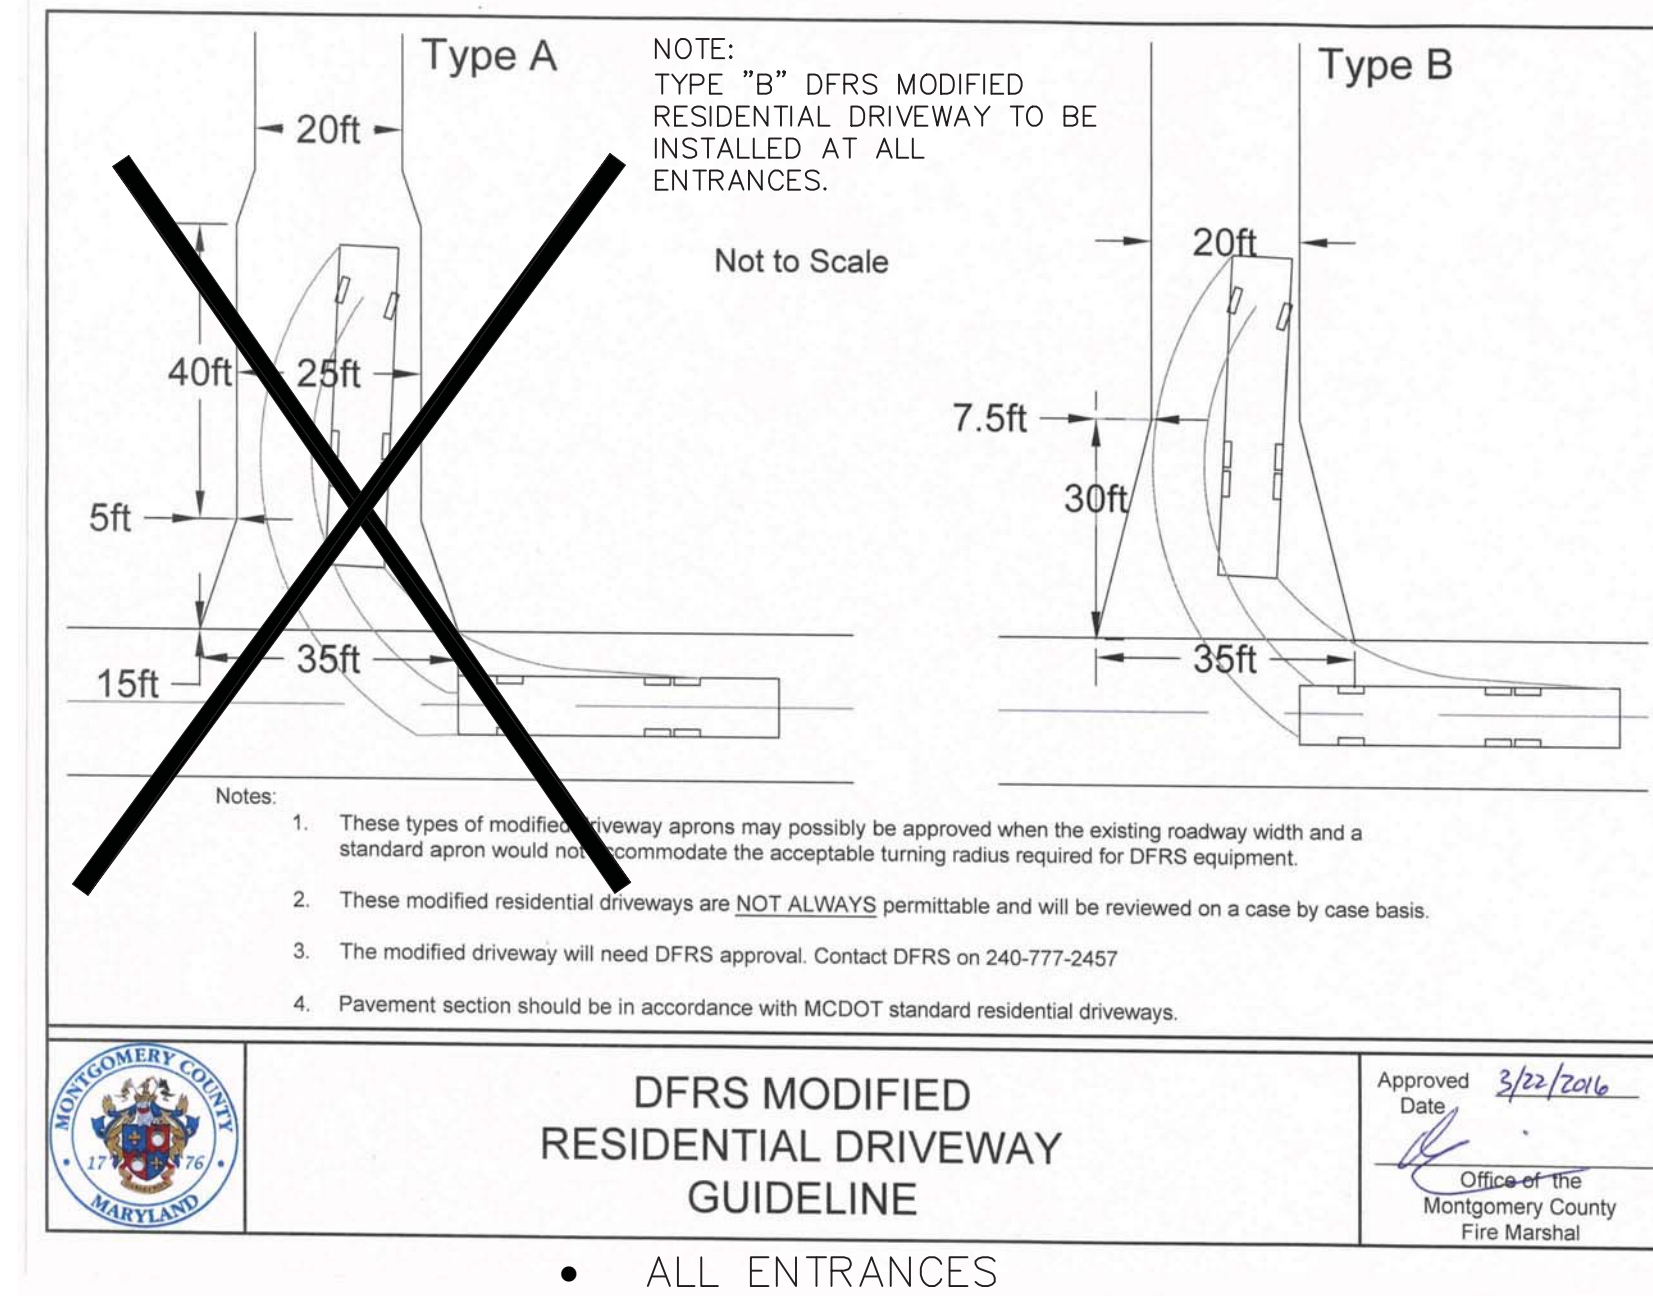 Type A
NOTE:
TYPE "B" DFRS MODIFIED
RESIDENTIAL DRIVEWAY TO BE
INSTALLED AT ALL
ENTRANCES.
Type B
20ft
Not to Scale
20ft
40ft
25ft
7.5ft
30ft
5ft
35ft
15ft
35ft
Notes:
1. These types of modified driveway aprons may possibly be approved when the existing roadway width and a
standard apron would not accommodate the acceptable turning radius required for DFRS equipment.
2. These modified residential driveways are NOT ALWAYS permittable and will be reviewed on a case by case basis.
3. The modified driveway will need DFRS approval. Contact DFRS on 240-777-2457
4. Pavement section should be in accordance with MCDOT standard residential driveways.
MONTGOMERY COUNTY
1776
MARYLAND
DFRS MODIFIED
RESIDENTIAL DRIVEWAY
GUIDELINE
Approved 3/22/2016
Date
Office of the
Montgomery County
Fire Marshal
• ALL ENTRANCES